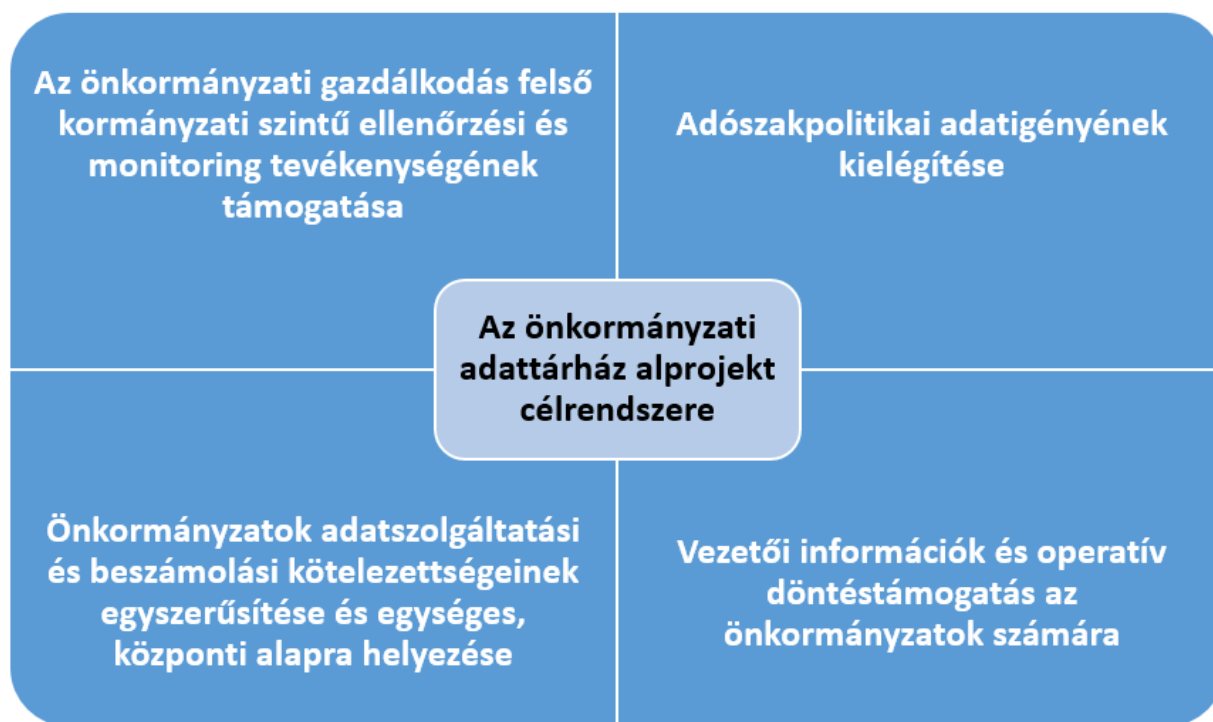 Az önkormányzati gazdálkodás felső
kormányzati szintű ellenőrzési és
monitoring tevékenységének
támogatása
Adószakpolitikai adatigényének
kielégítése
Az önkormányzati
adattárház alprojekt
célrendszere
Önkormányzatok adatszolgáltatási
és beszámolási kötelezettségeinek
egyszerűsítése és egységes,
központi alapra helyezése
Vezetői információk és operatív
döntéstámogatás az
önkormányzatok számára